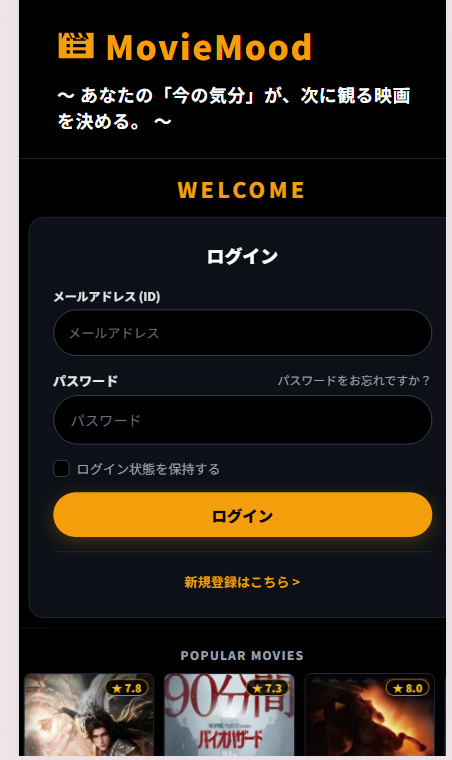 MovieMood
〜 あなたの「今の気分」が、次に観る映画
を決める。 〜
WELCOME
ログイン
メールアドレス (ID)
メールアドレス
パスワード
パスワードをお忘れですか？
パスワード
ログイン状態を保持する
ログイン
新規登録はこちら >
POPULAR MOVIES
★ 7.8
★ 7.3
★ 8.0
90分間
バイオハザード